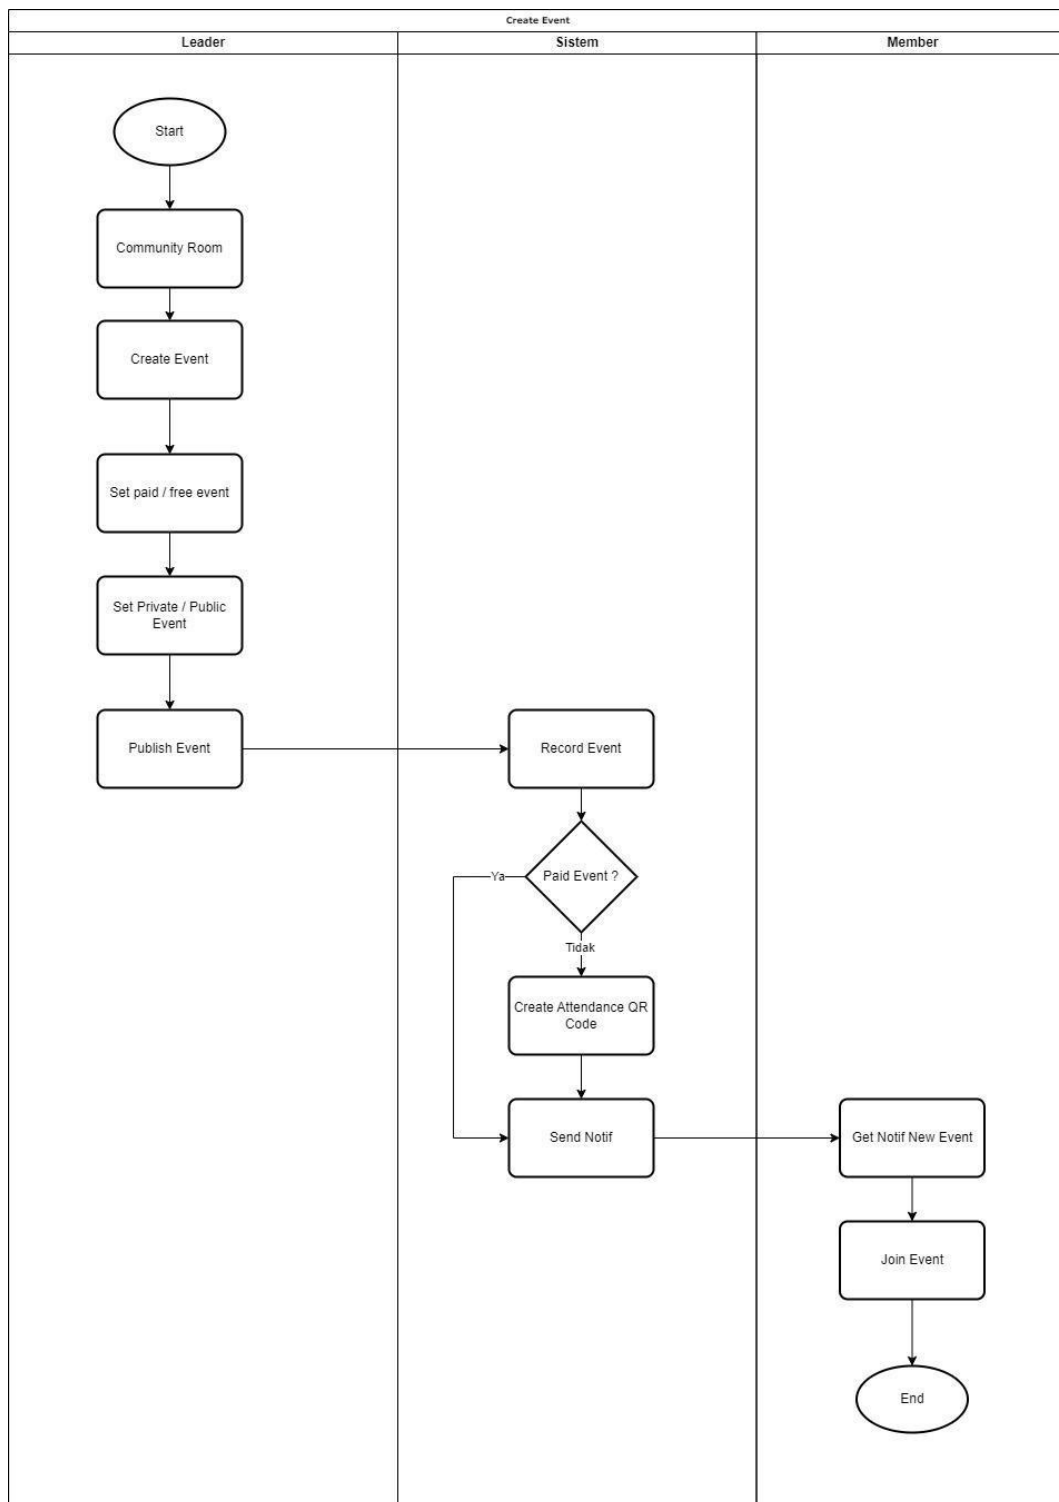 Create Event
Leader
Sistem
Member
Start
Community Room
Create Event
Set paid / free event
Set Private / Public
Event
Publish Event
Record Event
Paid Event ?
Ya
Tidak
Create Attendance QR
Code
Send Notif
Get Notif New Event
Join Event
End